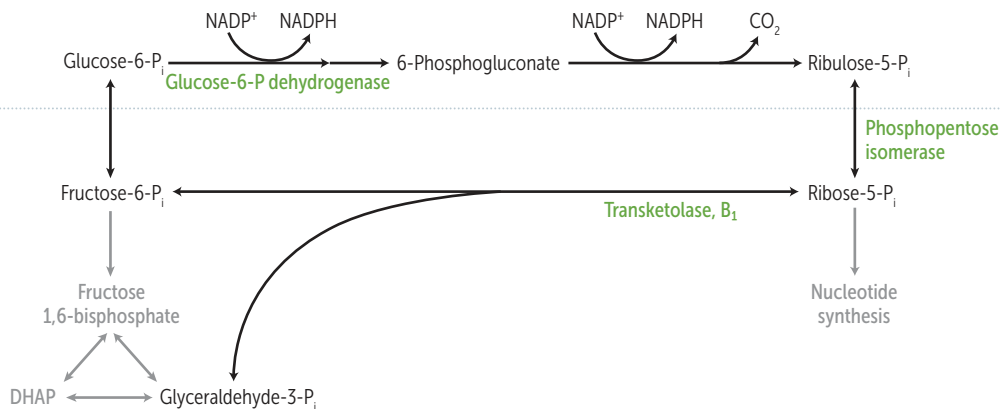 NADP⁺ NADPH NADP⁺ NADPH CO₂
Glucose-6-Pᵢ 6-Phosphogluconate Ribulose-5-Pᵢ
Glucose-6-P dehydrogenase
Phosphopentose
isomerase
Fructose-6-Pᵢ Ribose-5-Pᵢ
Transketolase, B₁
Fructose
1,6-bisphosphate
Nucleotide
synthesis
DHAP Glyceraldehyde-3-Pᵢ